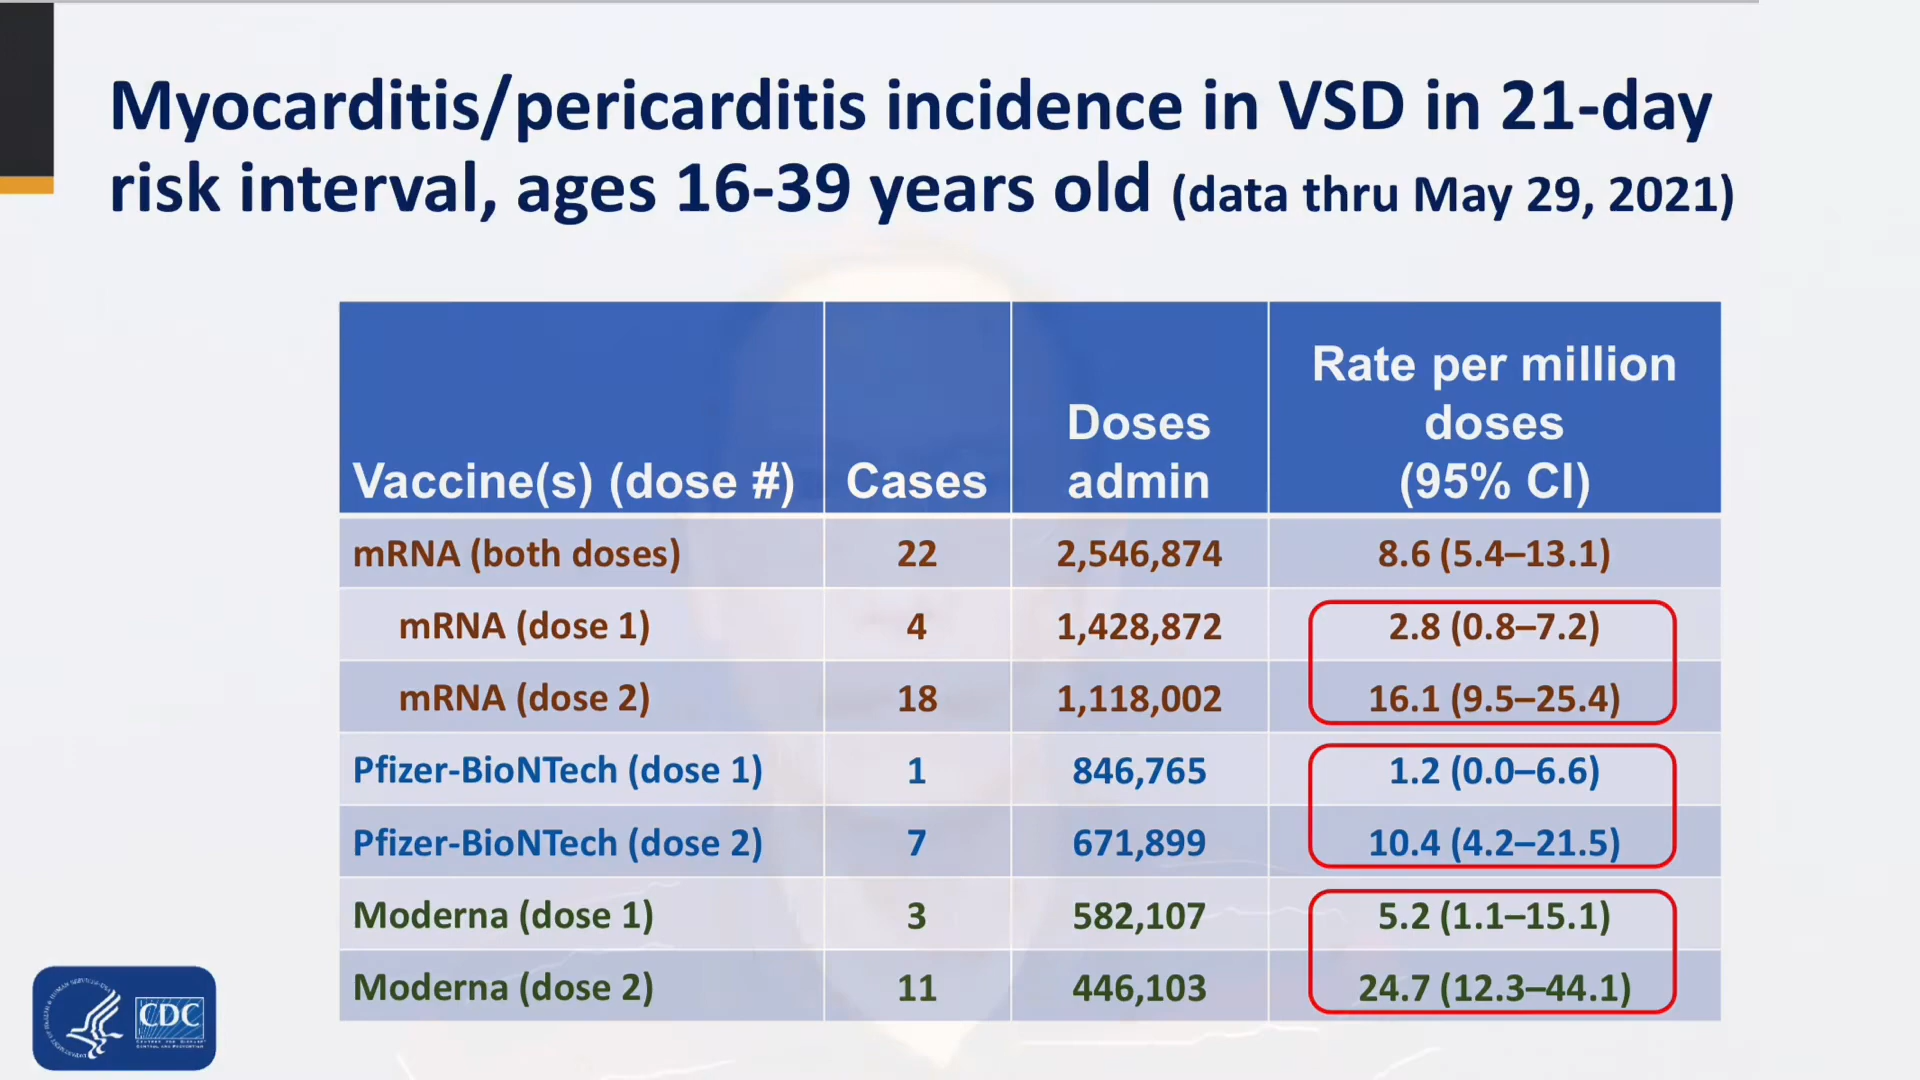 Myocarditis/pericarditis incidence in VSD in 21-day
risk interval, ages 16-39 years old (data thru May 29, 2021)
Vaccine(s) (dose #) Cases Doses admin Rate per million doses (95% CI)
mRNA (both doses) 22 2,546,874 8.6 (5.4–13.1)
mRNA (dose 1) 4 1,428,872 2.8 (0.8–7.2)
mRNA (dose 2) 18 1,118,002 16.1 (9.5–25.4)
Pfizer-BioNTech (dose 1) 1 846,765 1.2 (0.0–6.6)
Pfizer-BioNTech (dose 2) 7 671,899 10.4 (4.2–21.5)
Moderna (dose 1) 3 582,107 5.2 (1.1–15.1)
Moderna (dose 2) 11 446,103 24.7 (12.3–44.1)
CDC